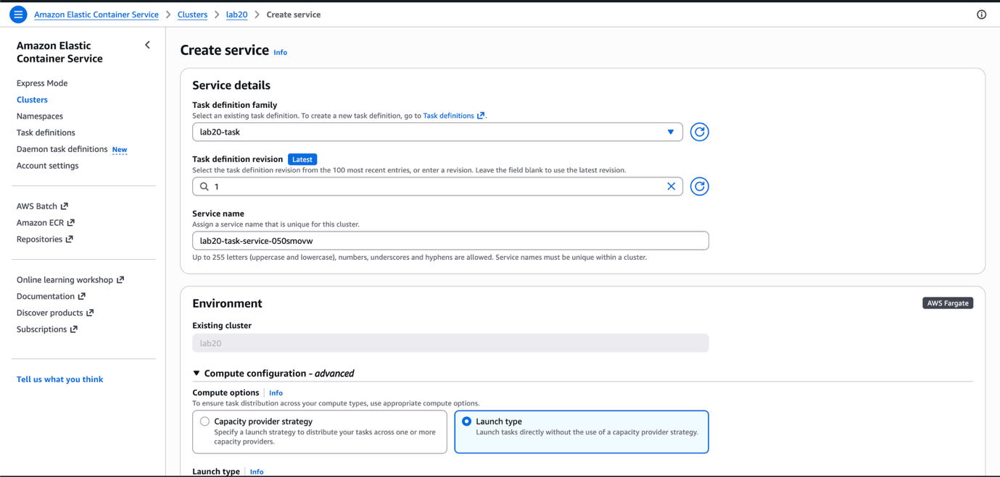 Amazon Elastic Container Service > Clusters > lab20 > Create service
Amazon Elastic
Container Service
Express Mode
Clusters
Namespaces
Task definitions
Daemon task definitions New
Account settings
AWS Batch
Amazon ECR
Repositories
Online learning workshop
Documentation
Discover products
Subscriptions
Tell us what you think
Create service Info
Service details
Task definition family
Select an existing task definition. To create a new task definition, go to Task definitions .
lab20-task
Task definition revision Latest
Select the task definition revision from the 100 most recent entries, or enter a revision. Leave the field blank to use the latest revision.
1
Service name
Assign a service name that is unique for this cluster.
lab20-task-service-050smovw
Up to 255 letters (uppercase and lowercase), numbers, underscores and hyphens are allowed. Service names must be unique within a cluster.
Environment
AWS Fargate
Existing cluster
lab20
Compute configuration - advanced
Compute options Info
To ensure task distribution across your compute types, use appropriate compute options.
Capacity provider strategy
Specify a launch strategy to distribute your tasks across one or more
capacity providers.
Launch type
Launch tasks directly without the use of a capacity provider strategy.
Launch type Info